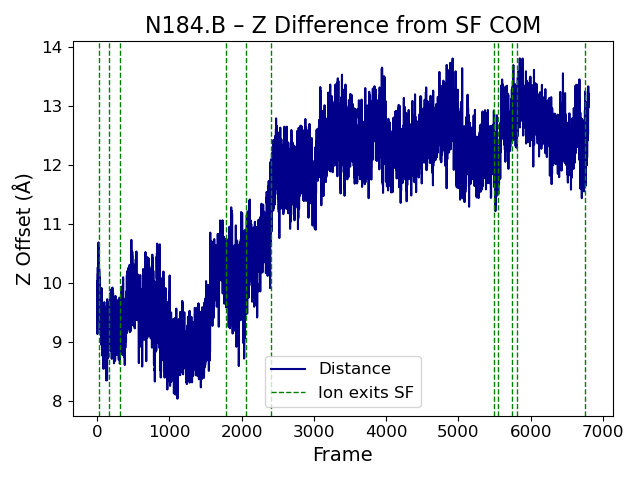 N184.B – Z Difference from SF COM
Z Offset (Å)
14
13
12
11
10
9
8
Distance
Ion exits SF
0 1000 2000 3000 4000 5000 6000 7000
Frame